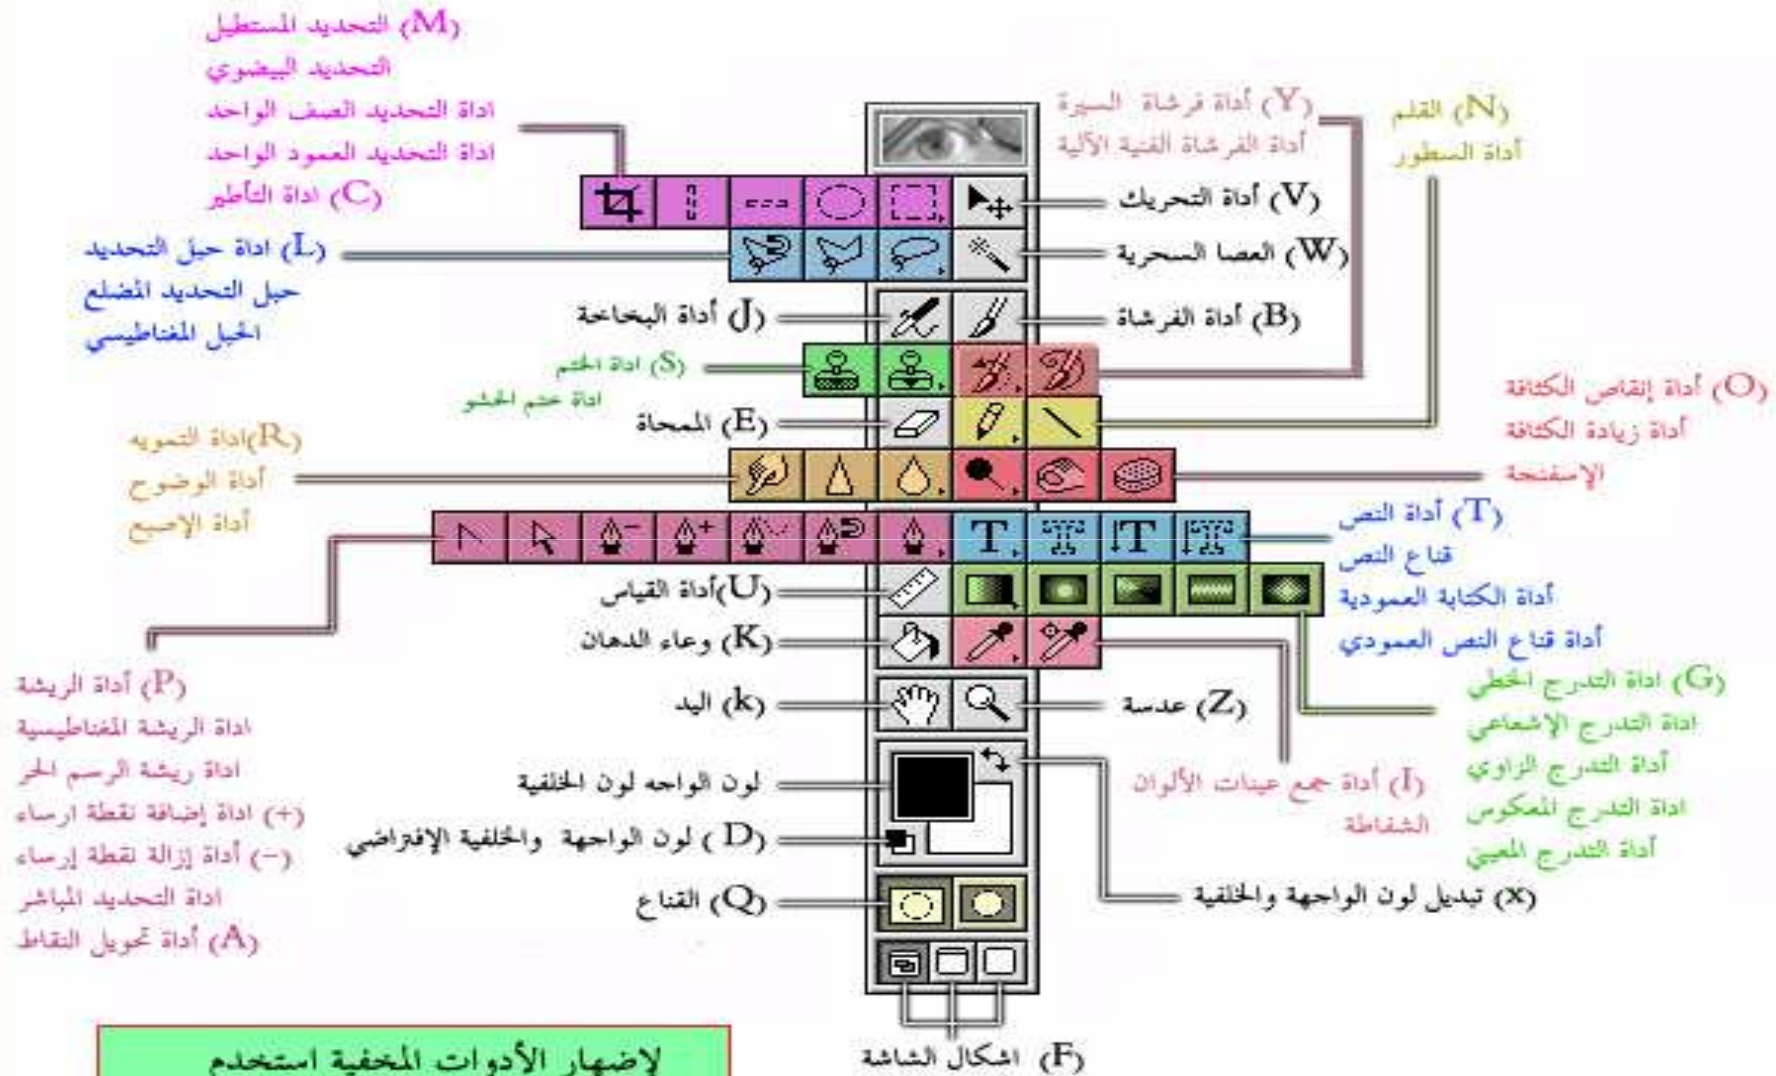 (M) التحديد المستطيل
التحديد البيضوي
اداة التحديد الصف الواحد
اداة التحديد العمود الواحد
(C) اداة التأطير
(Y) أداة فرشاة السيرة
أداة الفرشاة الفنية الآلية
(N) القلم
أداة السطور
(V) أداة التحريك
(L) اداة حبل التحديد
حبل التحديد المضلع
الحبل المغناطيسي
(W) العصا السحرية
(J) أداة البخاخة
(B) أداة الفرشاة
(S) اداة الختم
اداة ختم الحشو
(O) أداة إنقاص الكثافة
أداة زيادة الكثافة
الإسفنجة
(E) الممحاة
(R)اداة التمويه
أداة الوضوح
أداة الإصبع
(T) أداة النص
قناع النص
أداة الكتابة العمودية
أداة قناع النص العمودي
(U)أداة القياس
(K) وعاء الدهان
(P) أداة الريشة
اداة الريشة المغناطيسية
اداة ريشة الرسم الحر
(+) اداة إضافة نقطة ارساء
(-) أداة إزالة نقطة إرساء
اداة التحديد المباشر
(A) أداة تحويل النقاط
(k) اليد
(Z) عدسة
(G) اداة التدرج الخطي
اداة التدرج الإشعاعي
أداة التدرج الزاوي
اداة التدرج المعكوس
أداة التدرج المعيني
(I) أداة جمع عينات الألوان
الشفاطة
لون الواجه لون الخلفية
(D) لون الواجهة والخلفية الإفتراضي
(x) تبديل لون الواجهة والخلفية
(Q) القناع
(F) اشكال الشاشة
لإضهار الأدوات المخفية استخدم